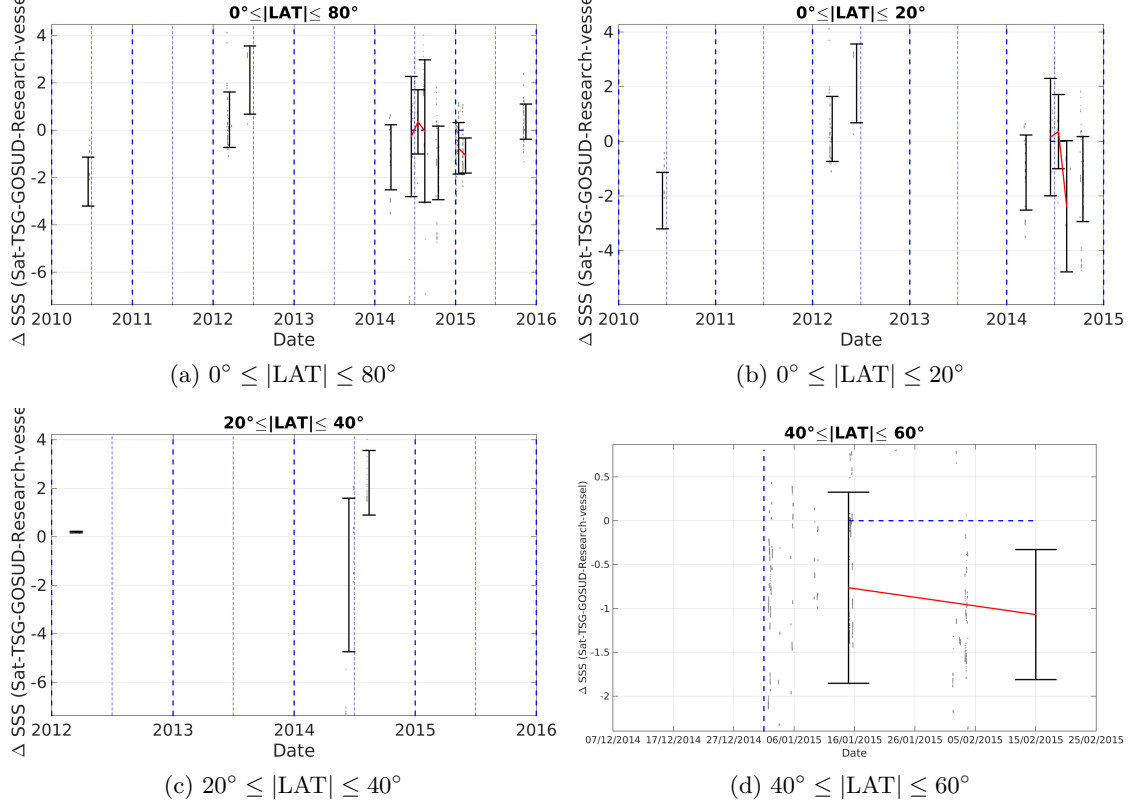 0°≤|LAT|≤ 80°
Δ SSS (Sat-TSG-GOSUD-Research-vesse
4
2
0
-2
-4
-6
2010 2011 2012 2013 2014 2015 2016
Date
(a) 0° ≤ |LAT| ≤ 80°
0°≤|LAT|≤ 20°
Δ SSS (Sat-TSG-GOSUD-Research-vesse
4
2
0
-2
-4
2010 2012 2013 2014 2015
Date
(b) 0° ≤ |LAT| ≤ 20°
20°≤|LAT|≤ 40°
Δ SSS (Sat-TSG-GOSUD-Research-vesse
4
2
0
-2
-4
-6
2012 2013 2014 2015 2016
Date
(c) 20° ≤ |LAT| ≤ 40°
40°≤|LAT|≤ 60°
Δ SSS (Sat-TSG-GOSUD-Research-vessel)
0.5
0
-0.5
-1
-1.5
-2
07/12/2014 17/12/2014 27/12/2014 06/01/2015 16/01/2015 26/01/2015 05/02/2015 15/02/2015 25/02/2015
Date
(d) 40° ≤ |LAT| ≤ 60°